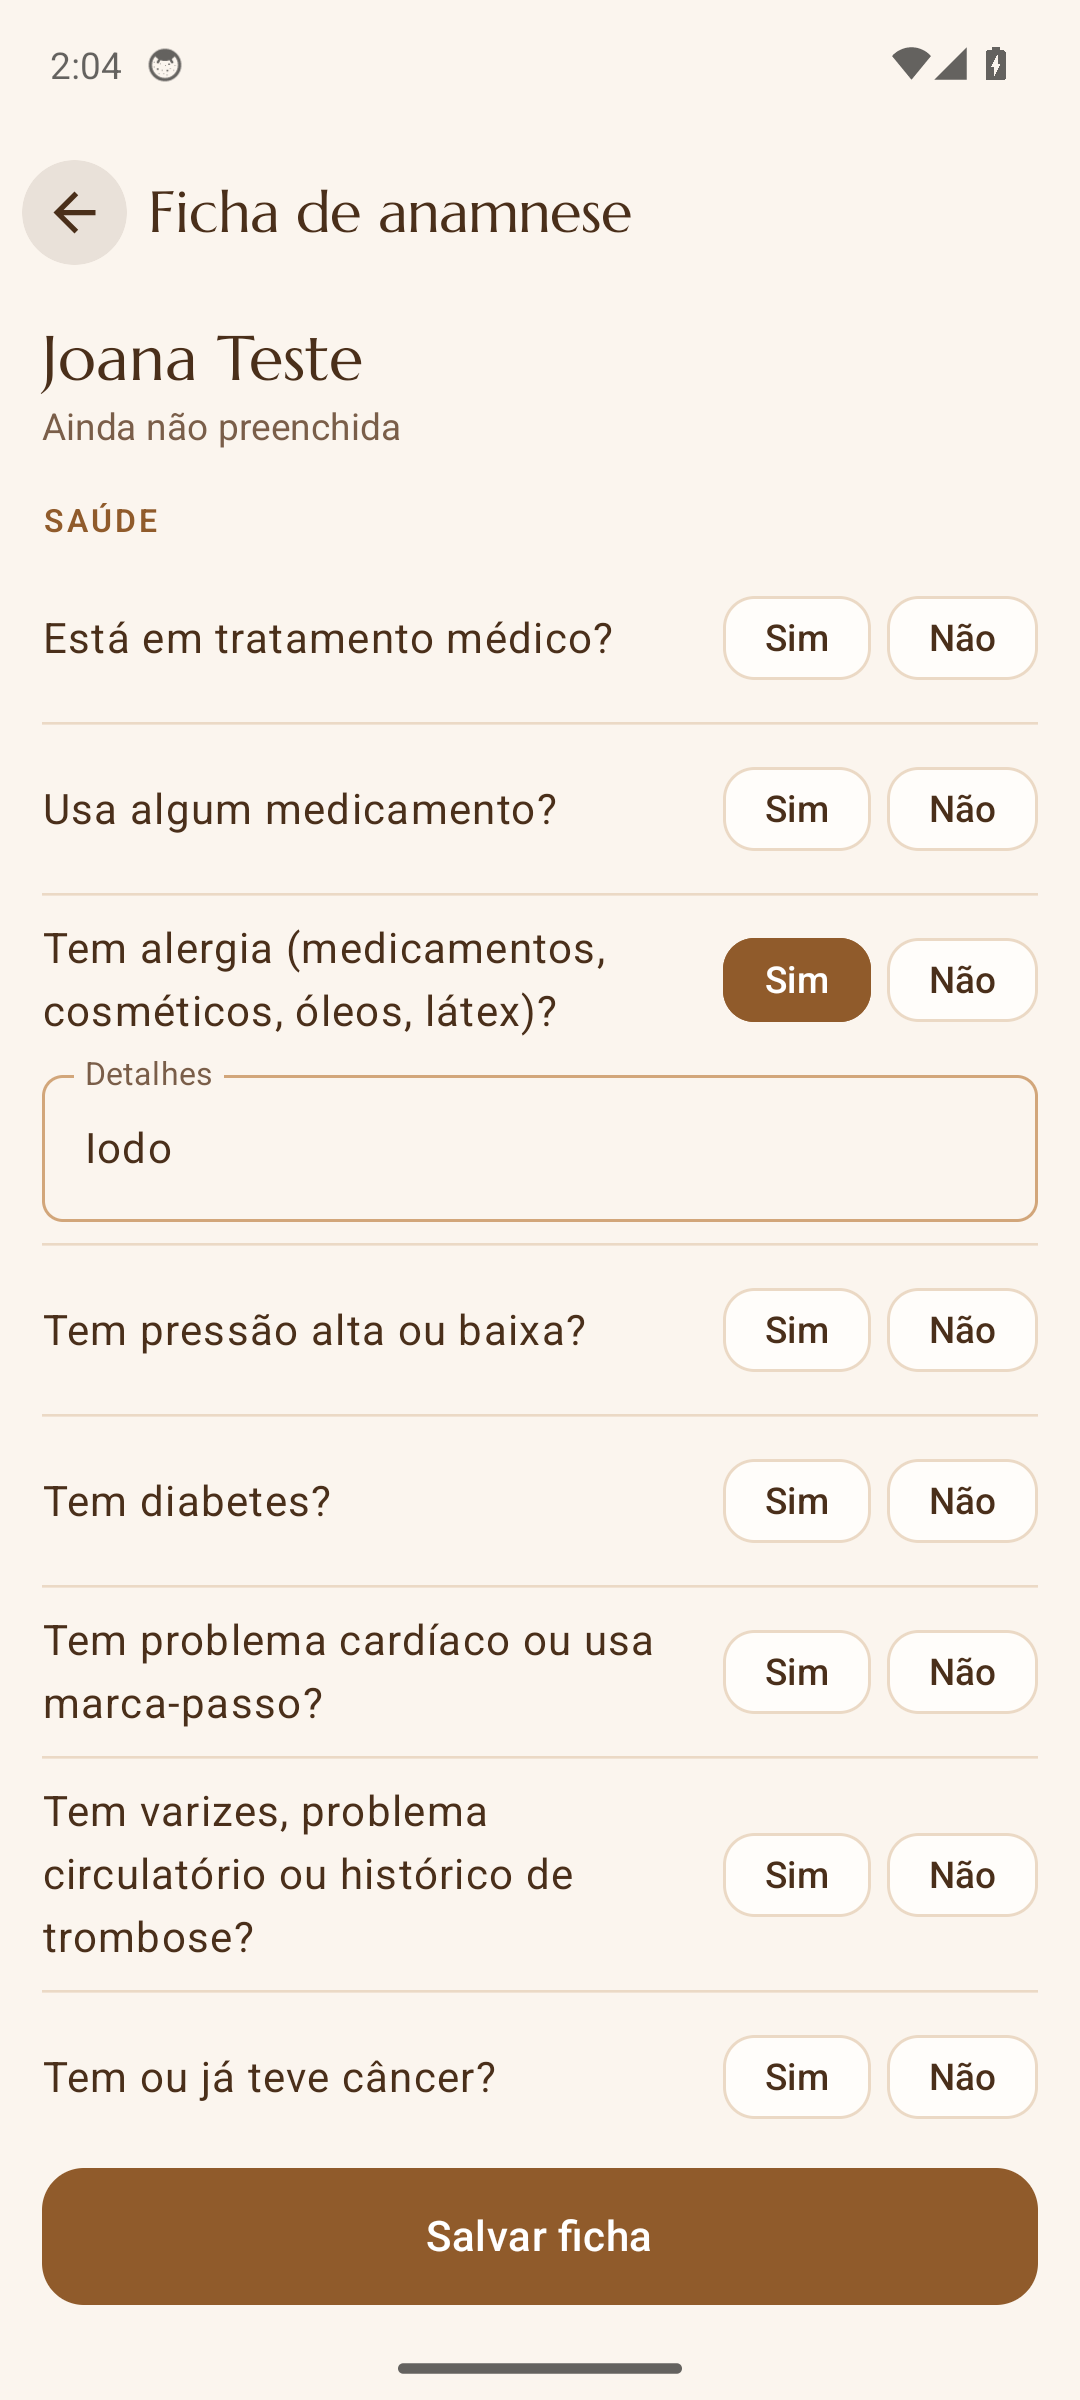 2:04
Ficha de anamnese
Joana Teste
Ainda não preenchida
SAÚDE
Está em tratamento médico?
Sim
Não
Usa algum medicamento?
Sim
Não
Tem alergia (medicamentos,
cosméticos, óleos, látex)?
Sim
Não
Detalhes
Iodo
Tem pressão alta ou baixa?
Sim
Não
Tem diabetes?
Sim
Não
Tem problema cardíaco ou usa
marca-passo?
Sim
Não
Tem varizes, problema
circulatório ou histórico de
trombose?
Sim
Não
Tem ou já teve câncer?
Sim
Não
Salvar ficha